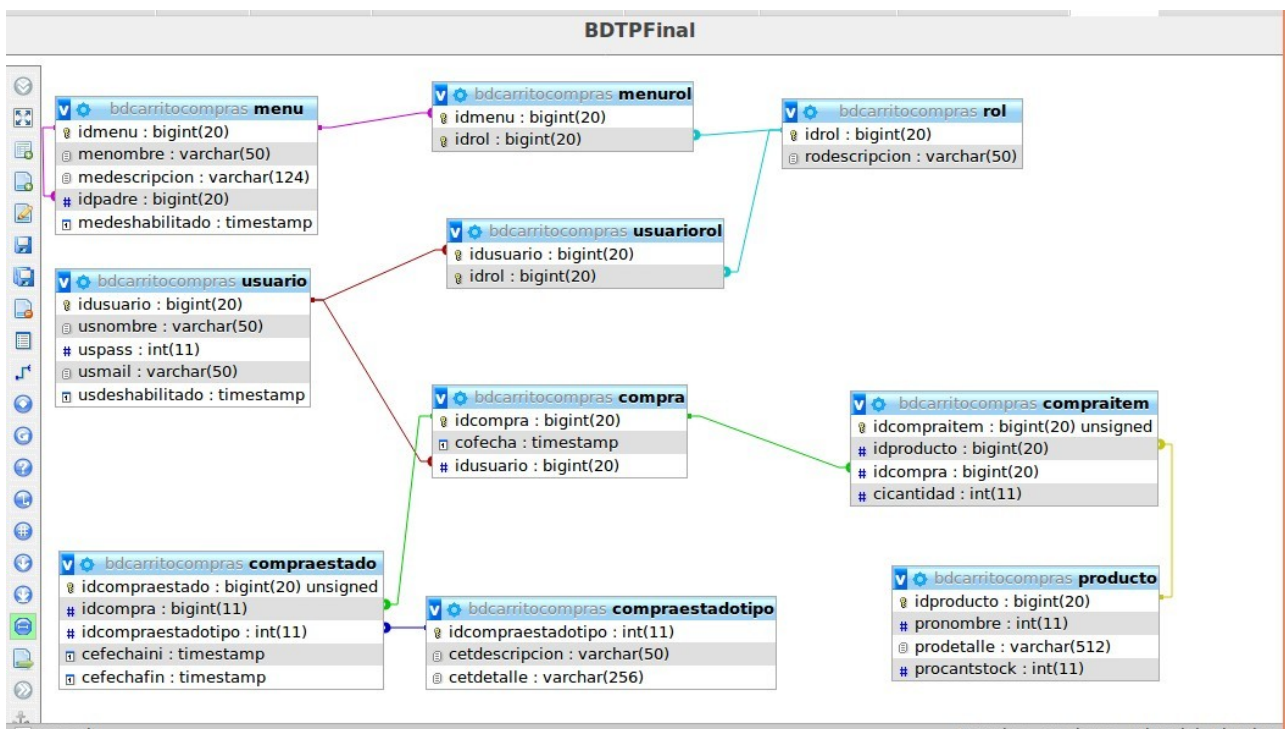 BDTPFinal
bdcarritocompras menu
idmenu : bigint(20)
menombre : varchar(50)
medescripcion : varchar(124)
# idpadre : bigint(20)
medeshabilitado : timestamp
bdcarritocompras menurol
idmenu : bigint(20)
idrol : bigint(20)
bdcarritocompras rol
idrol : bigint(20)
rodescripcion : varchar(50)
bdcarritocompras usuariorol
idusuario : bigint(20)
idrol : bigint(20)
bdcarritocompras usuario
idusuario : bigint(20)
usnombre : varchar(50)
# uspass : int(11)
usmail : varchar(50)
usdeshabilitado : timestamp
bdcarritocompras compra
idcompra : bigint(20)
cofecha : timestamp
# idusuario : bigint(20)
bdcarritocompras compraitem
idcompraitem : bigint(20) unsigned
# idproducto : bigint(20)
# idcompra : bigint(20)
# cicantidad : int(11)
bdcarritocompras compraestado
idcompraestado : bigint(20) unsigned
# idcompra : bigint(11)
# idcompraestadotipo : int(11)
cefechaini : timestamp
cefechafin : timestamp
bdcarritocompras compraestadotipo
idcompraestadotipo : int(11)
cetdescripcion : varchar(50)
cetdetalle : varchar(256)
bdcarritocompras producto
idproducto : bigint(20)
# pronombre : int(11)
prodetalle : varchar(512)
# procantstock : int(11)